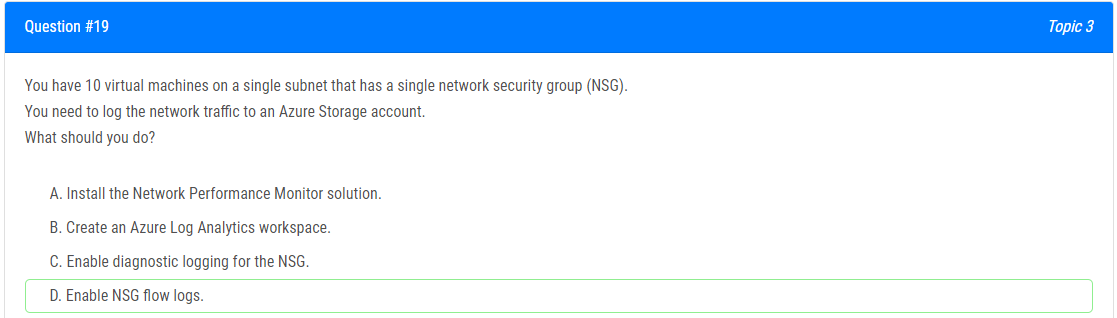 Question #19
Topic 3
You have 10 virtual machines on a single subnet that has a single network security group (NSG).
You need to log the network traffic to an Azure Storage account.
What should you do?
A. Install the Network Performance Monitor solution.
B. Create an Azure Log Analytics workspace.
C. Enable diagnostic logging for the NSG.
D. Enable NSG flow logs.